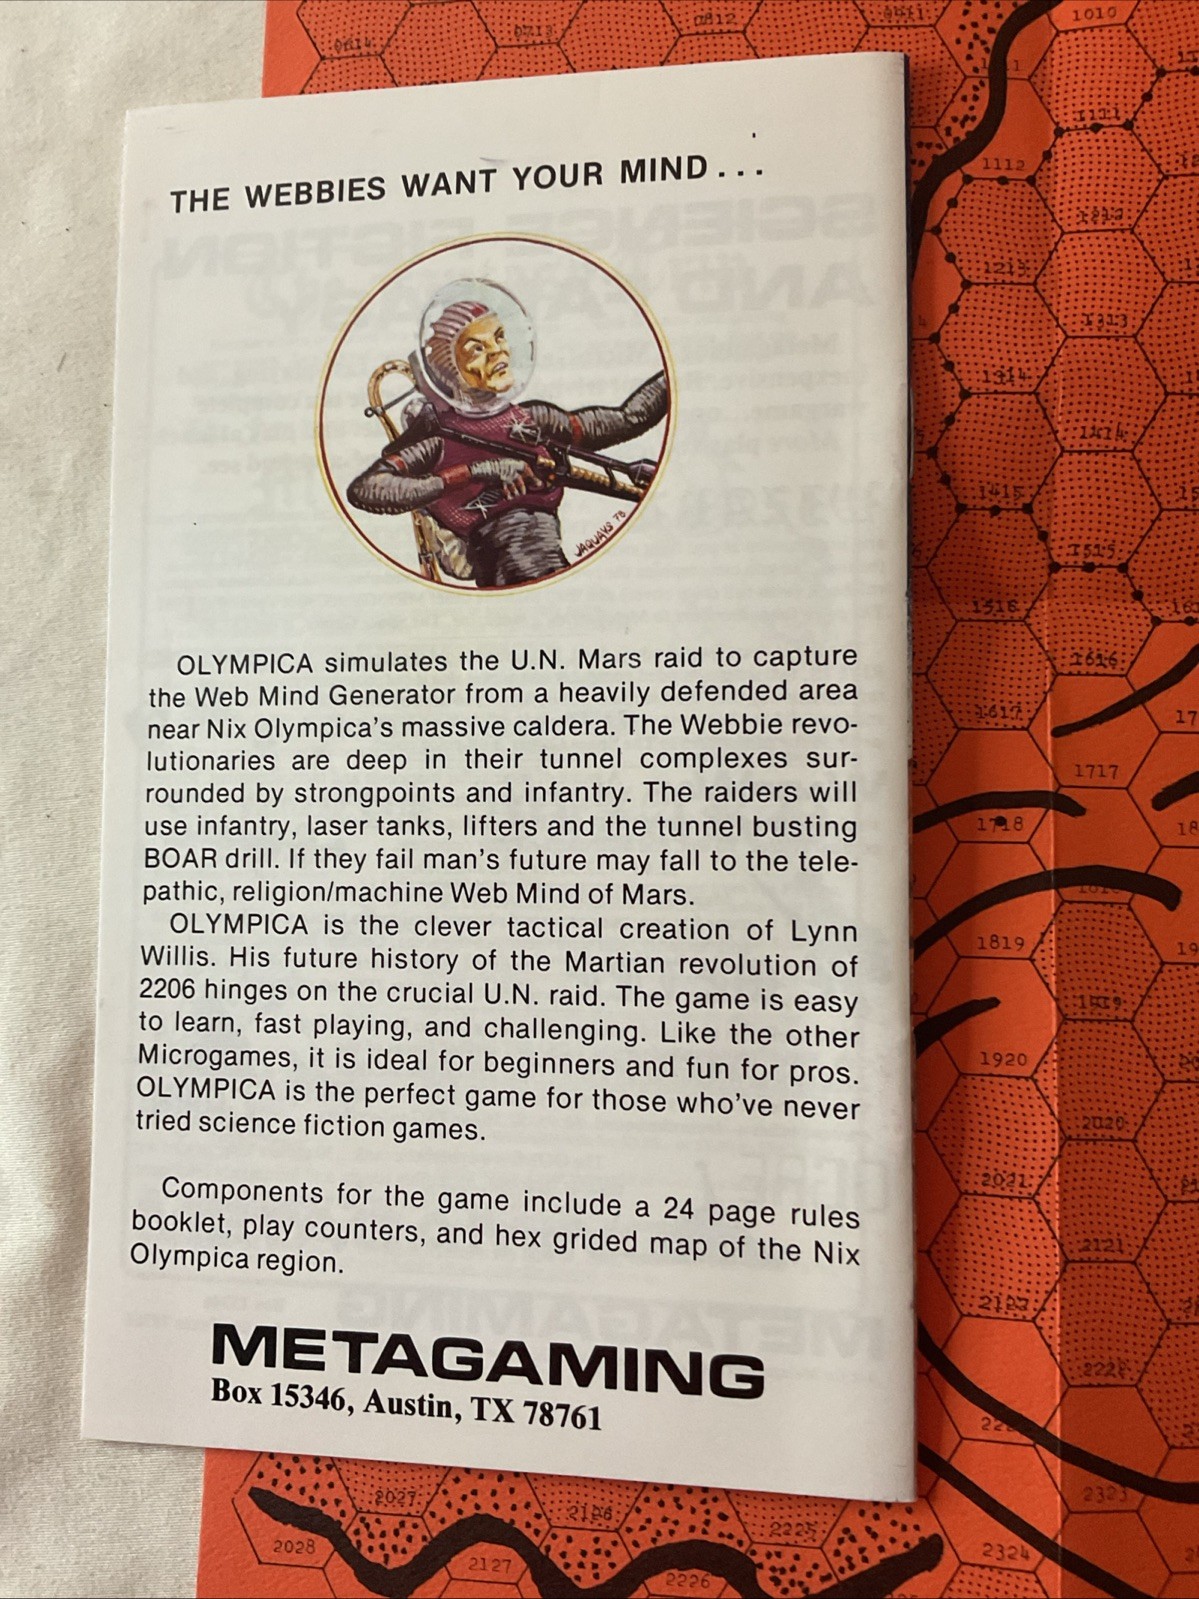 THE WEBBIES WANT YOUR MIND...
JAQUAYS 78
OLYMPICA simulates the U.N. Mars raid to capture
the Web Mind Generator from a heavily defended area
near Nix Olympica's massive caldera. The Webbie revo-
lutionaries are deep in their tunnel complexes sur-
rounded by strongpoints and infantry. The raiders will
use infantry, laser tanks, lifters and the tunnel busting
BOAR drill. If they fail man's future may fall to the tele-
pathic, religion/machine Web Mind of Mars.
OLYMPICA is the clever tactical creation of Lynn
Willis. His future history of the Martian revolution of
2206 hinges on the crucial U.N. raid. The game is easy
to learn, fast playing, and challenging. Like the other
Microgames, it is ideal for beginners and fun for pros.
OLYMPICA is the perfect game for those who've never
tried science fiction games.
Components for the game include a 24 page rules
booklet, play counters, and hex grided map of the Nix
Olympica region.
METAGAMING
Box 15346, Austin, TX 78761
0812
1010
1111
1112
1213
1313
1314
1414
1415
1515
1516
1616
1617
1717
1718
1819
1919
1920
2020
2021
2121
2122
2323
2324
2027
2028
2126
2127
2225
2226